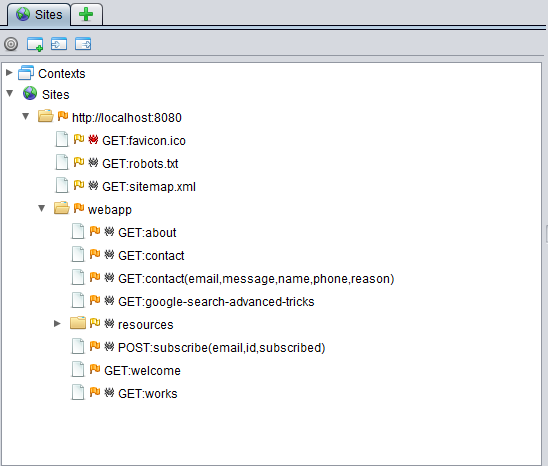 Sites
Contexts
Sites
http://localhost:8080
GET:favicon.ico
GET:robots.txt
GET:sitemap.xml
webapp
GET:about
GET:contact
GET:contact(email,message,name,phone,reason)
GET:google-search-advanced-tricks
resources
POST:subscribe(email,id,subscribed)
GET:welcome
GET:works